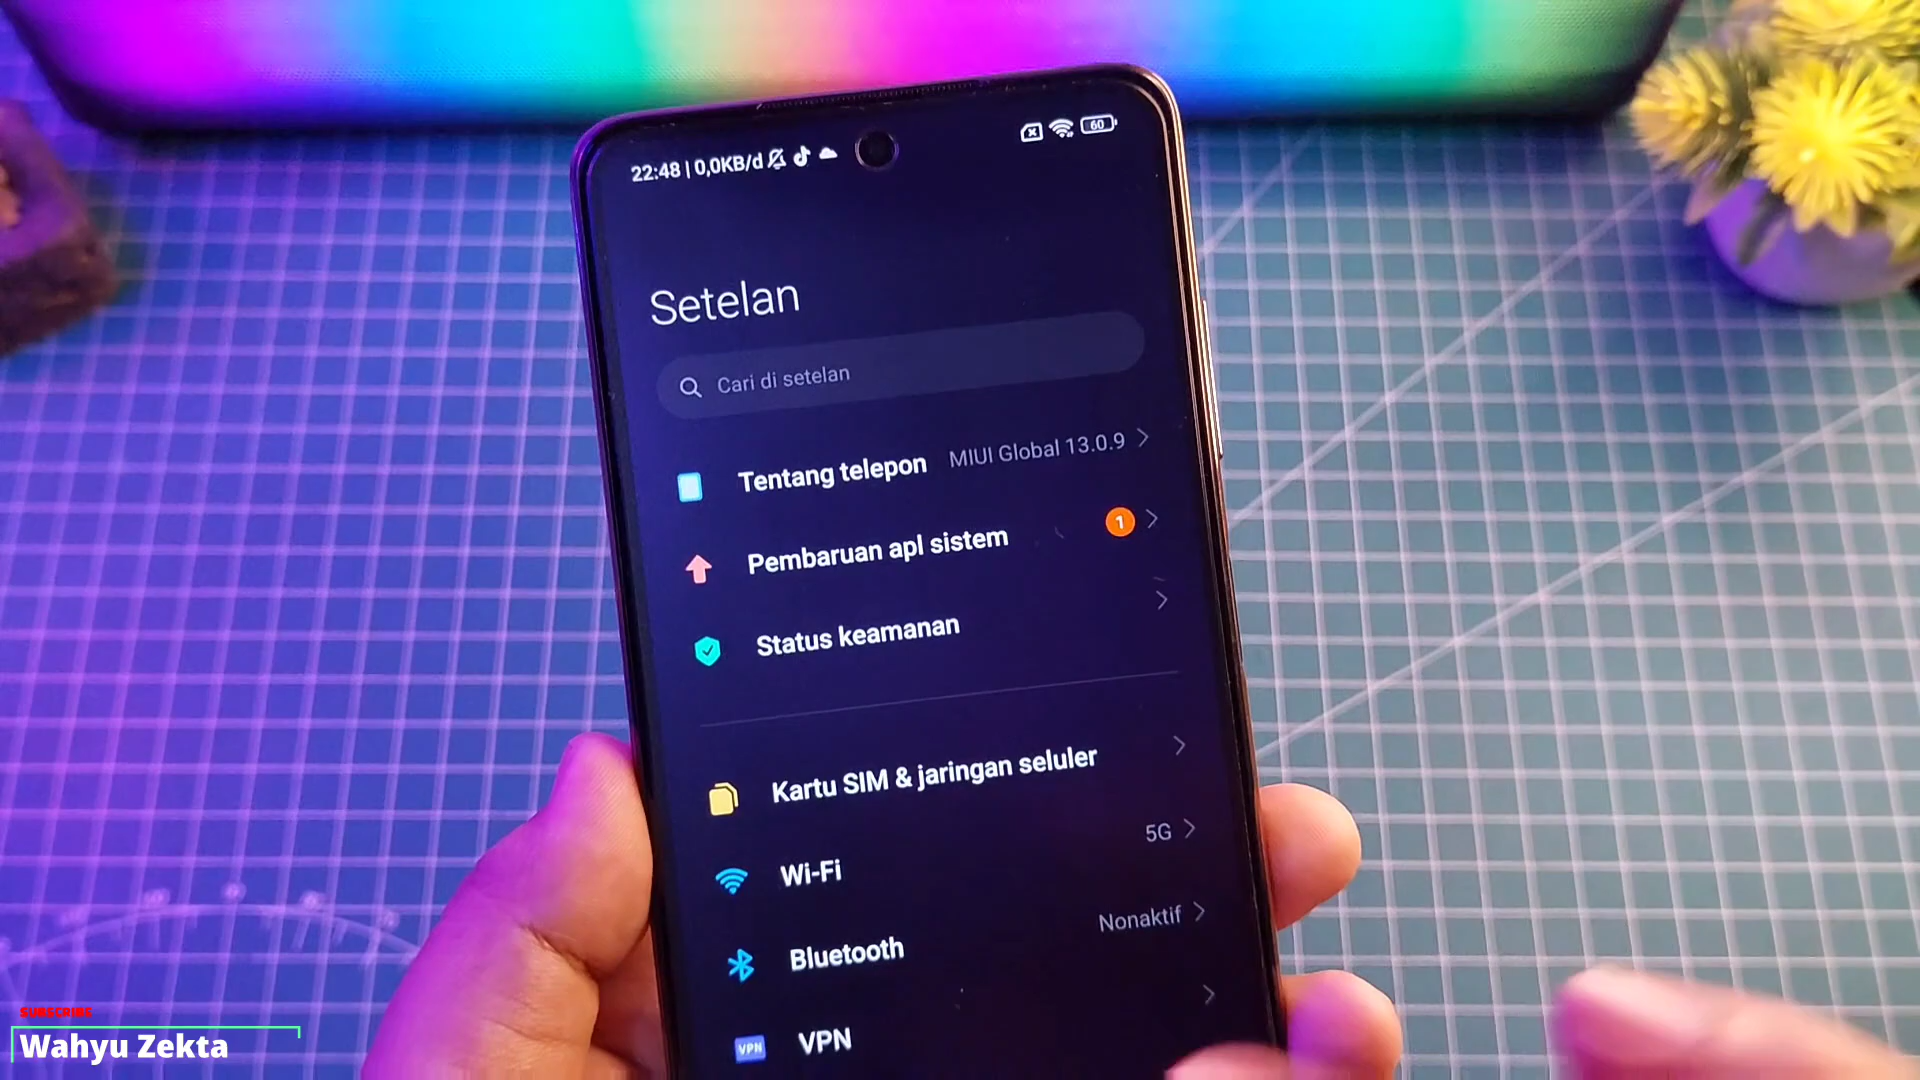 22:48 | 0,0KB/d
60
Setelan
Cari di setelan
Tentang telepon MIUI Global 13.0.9
Pembaruan apl sistem 1
Status keamanan
Kartu SIM & jaringan seluler
Wi-Fi 5G
Bluetooth Nonaktif
VPN VPN
SUBSCRIBE
Wahyu Zekta